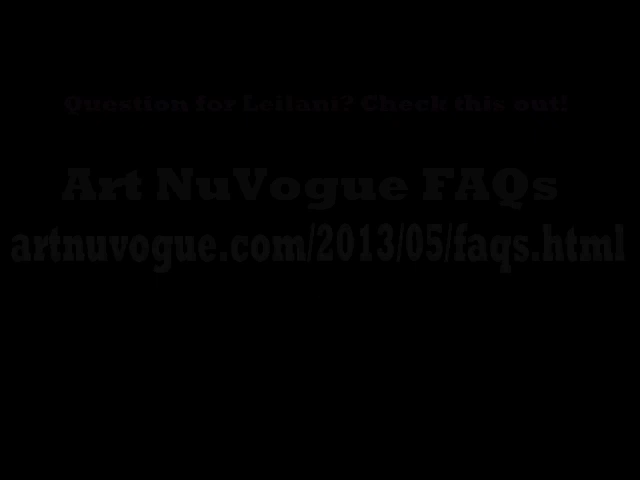 Question for Leilani? Check this out!
Art NuVogue FAQs
artnuvogue.com/2013/05/faqs.html